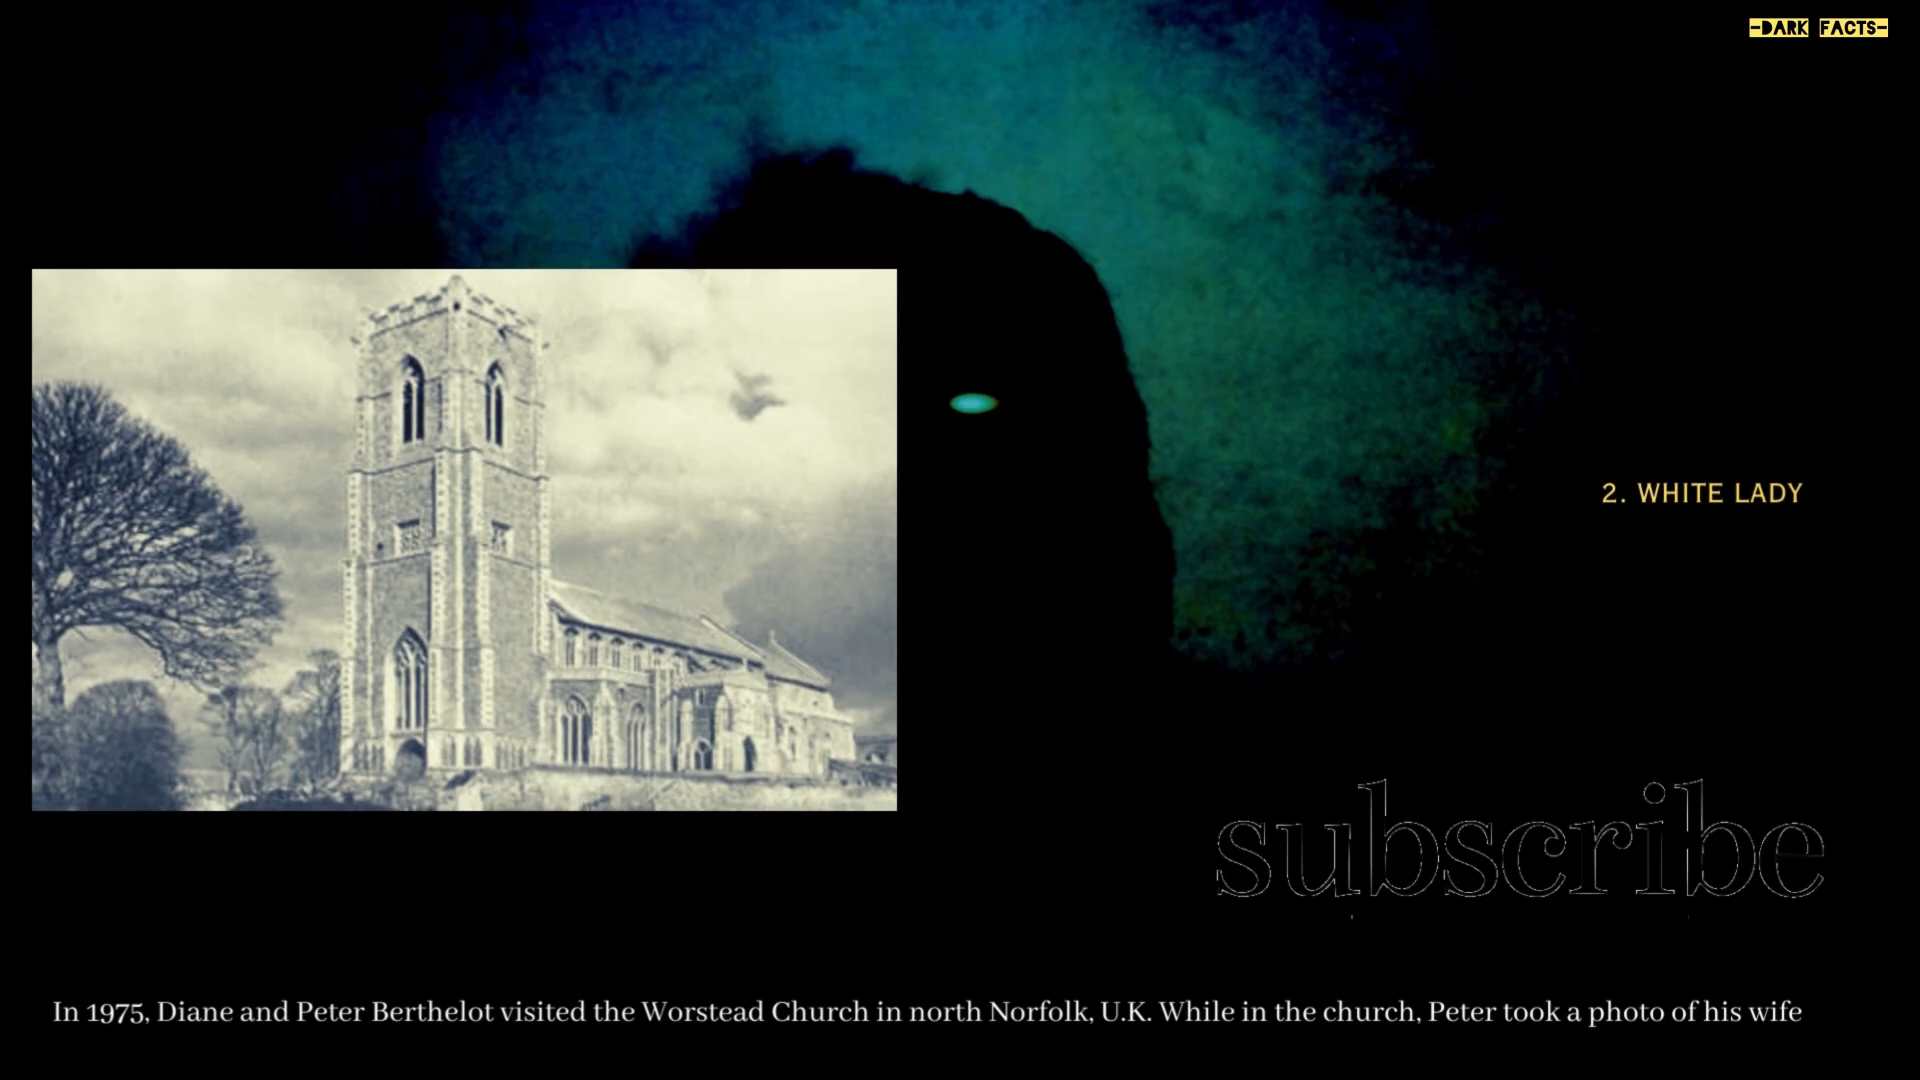 -DARK FACTS-
2. WHITE LADY
subscribe
In 1975, Diane and Peter Berthelot visited the Worstead Church in north Norfolk, U.K. While in the church, Peter took a photo of his wife